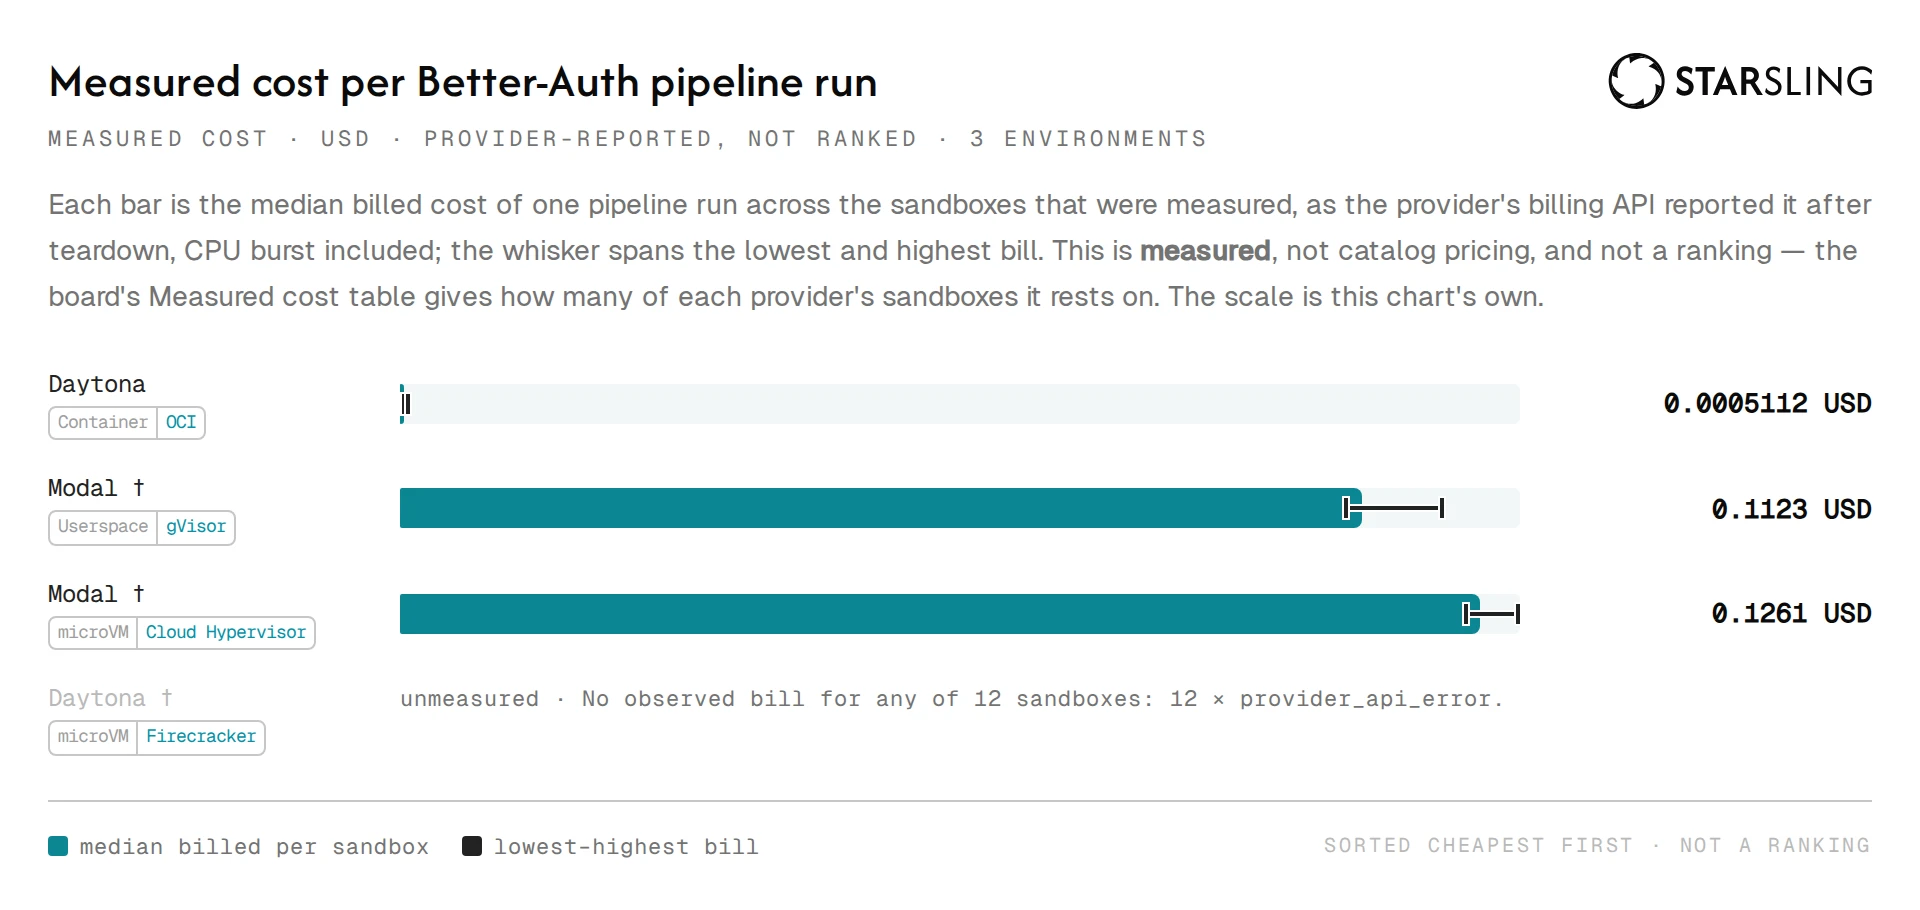 Measured cost per Better-Auth pipeline run
STARSLING
MEASURED COST · USD · PROVIDER-REPORTED, NOT RANKED · 3 ENVIRONMENTS
Each bar is the median billed cost of one pipeline run across the sandboxes that were measured, as the provider's billing API reported it after
teardown, CPU burst included; the whisker spans the lowest and highest bill. This is measured, not catalog pricing, and not a ranking — the
board's Measured cost table gives how many of each provider's sandboxes it rests on. The scale is this chart's own.
Daytona
Container OCI
0.0005112 USD
Modal †
Userspace gVisor
0.1123 USD
Modal †
microVM Cloud Hypervisor
0.1261 USD
Daytona †
microVM Firecracker
unmeasured · No observed bill for any of 12 sandboxes: 12 × provider_api_error.
median billed per sandbox
lowest-highest bill
SORTED CHEAPEST FIRST · NOT A RANKING